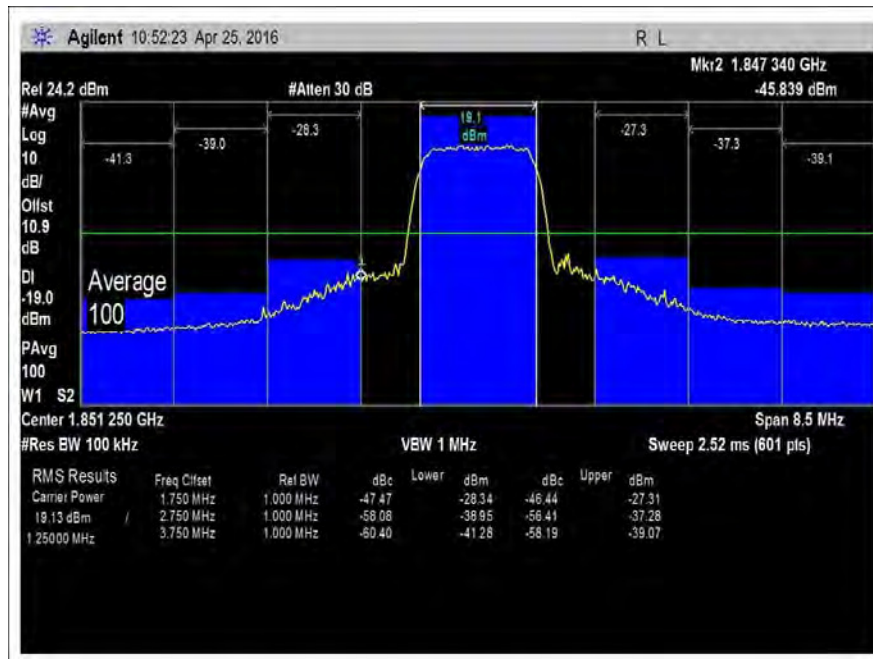 Agilent 10:52:23 Apr 25, 2016 R L
Mkr2 1.847 340 GHz
Ref 24.2 dBm #Atten 30 dB -45.839 dBm
#Avg
Log
10
dB/
Offst
10.9
dB
DI
-19.0
dBm
PAvg
100
W1 S2
19.1
dBm
-41.3 -39.0 -28.3 -27.3 -37.3 -39.1
Average
100
1
Center 1.851 250 GHz Span 8.5 MHz
#Res BW 100 kHz VBW 1 MHz Sweep 2.52 ms (601 pts)
RMS Results Freq Offset Ref BW dBc Lower dBm dBc Upper dBm
Carrier Power 1.750 MHz 1.000 MHz -47.47 -28.34 -46.44 -27.31
19.13 dBm / 2.750 MHz 1.000 MHz -58.08 -38.95 -56.41 -37.28
1.25000 MHz 3.750 MHz 1.000 MHz -60.40 -41.28 -58.19 -39.07